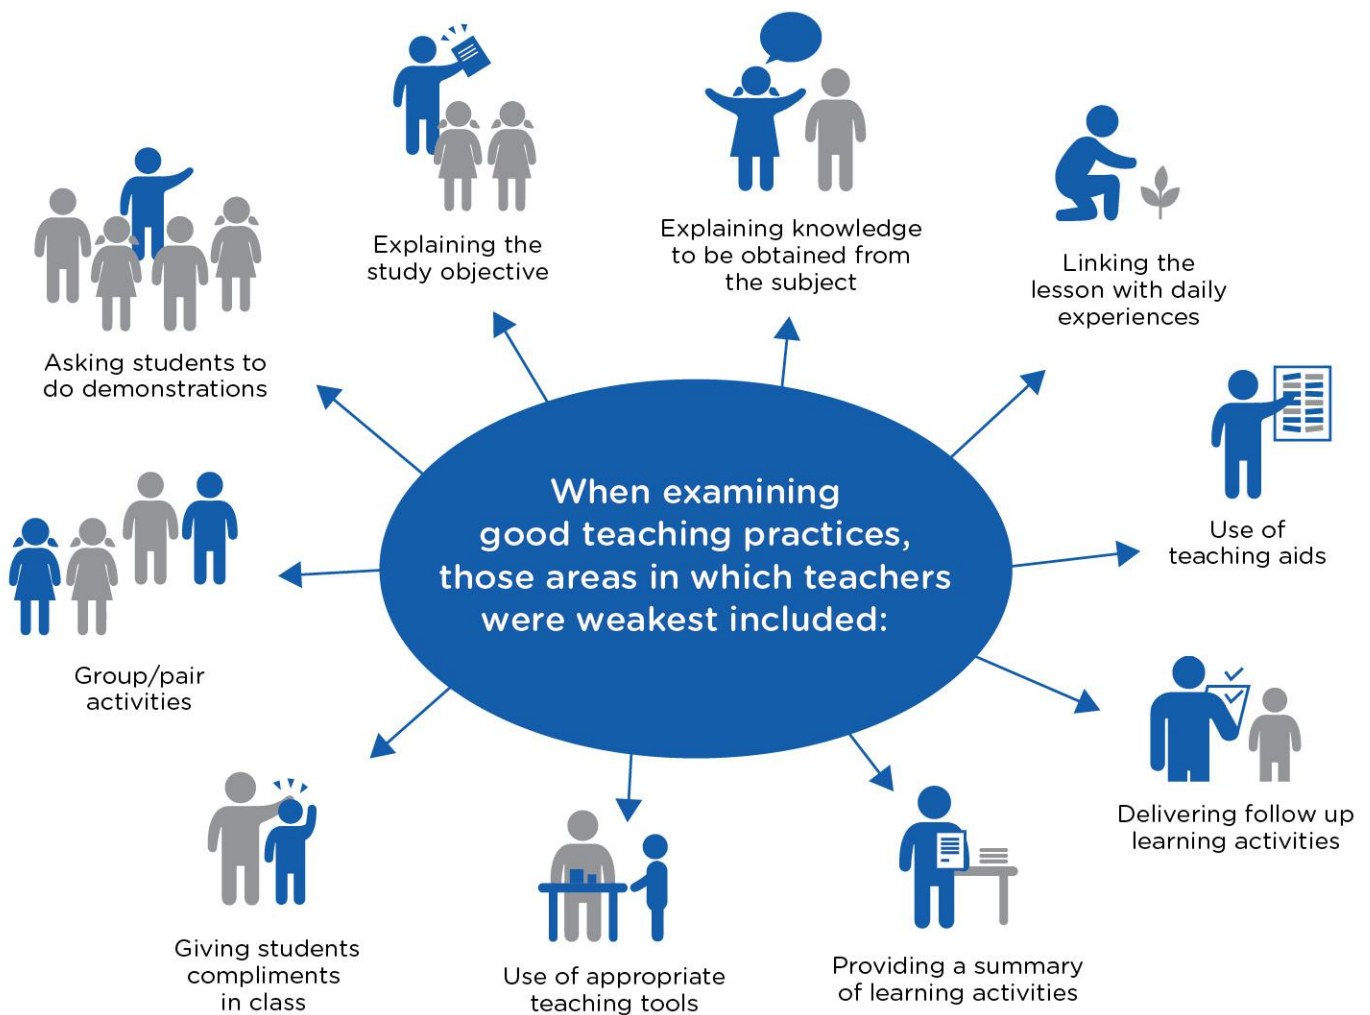 When examining
good teaching practices,
those areas in which teachers
were weakest included:
Explaining the
study objective
Explaining knowledge
to be obtained from
the subject
Linking the
lesson with daily
experiences
Use of
teaching aids
Delivering follow up
learning activities
Providing a summary
of learning activities
Use of appropriate
teaching tools
Giving students
compliments
in class
Group/pair
activities
Asking students to
do demonstrations